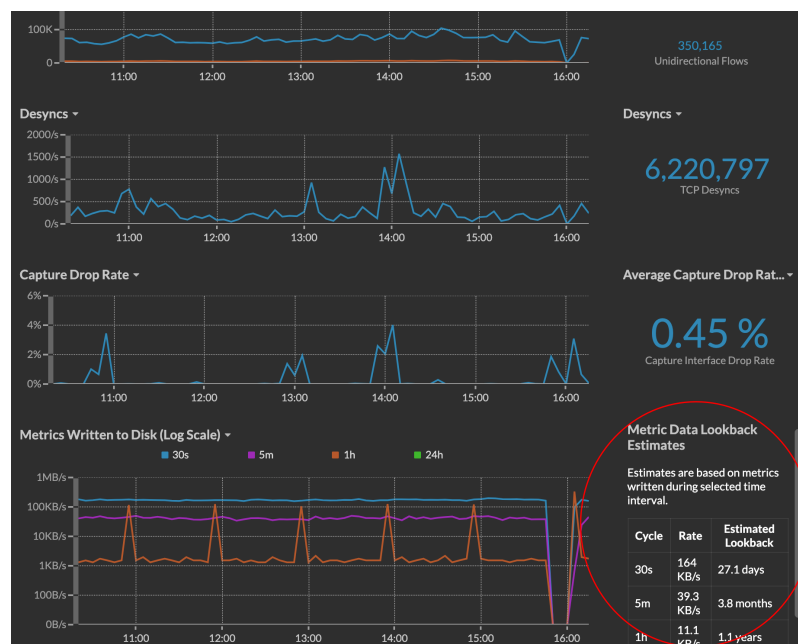 100K
0
11:00 12:00 13:00 14:00 15:00 16:00
350,165
Unidirectional Flows
Desyncs
2000/s
1500/s
1000/s
500/s
0/s
11:00 12:00 13:00 14:00 15:00 16:00
Desyncs
6,220,797
TCP Desyncs
Capture Drop Rate
6%
4%
2%
0%
11:00 12:00 13:00 14:00 15:00 16:00
Average Capture Drop Rat...
0.45 %
Capture Interface Drop Rate
Metrics Written to Disk (Log Scale)
30s 5m 1h 24h
1MB/s
100KB/s
10KB/s
1KB/s
100B/s
0B/s
11:00 12:00 13:00 14:00 15:00 16:00
Metric Data Lookback
Estimates
Estimates are based on metrics
written during selected time
interval.
Cycle Rate Estimated Lookback
30s 164 KB/s 27.1 days
5m 39.3 KB/s 3.8 months
1h 11.1 KB/s 1.1 years